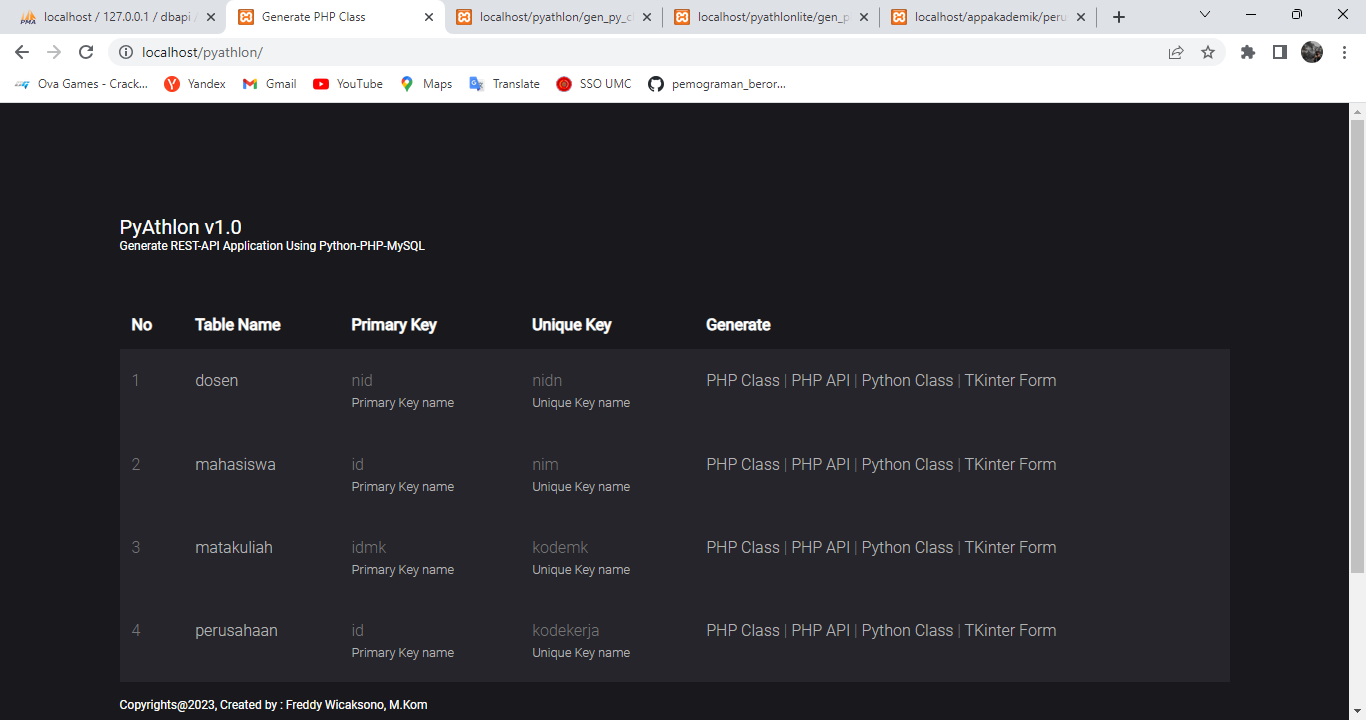 localhost / 127.0.0.1 / dbapi
Generate PHP Class
localhost/pyathlon/gen_py_c
localhost/pyathlonlite/gen_p
localhost/appakademik/peru
localhost/pyathlon/
Ova Games - Crack...
Yandex
Gmail
YouTube
Maps
Translate
SSO UMC
pemograman_beror...
PyAthlon v1.0
Generate REST-API Application Using Python-PHP-MySQL
No Table Name Primary Key Unique Key Generate
1 dosen nid nidn PHP Class | PHP API | Python Class | TKinter Form
Primary Key name Unique Key name
2 mahasiswa id nim PHP Class | PHP API | Python Class | TKinter Form
Primary Key name Unique Key name
3 matakuliah idmk kodemk PHP Class | PHP API | Python Class | TKinter Form
Primary Key name Unique Key name
4 perusahaan id kodekerja PHP Class | PHP API | Python Class | TKinter Form
Primary Key name Unique Key name
Copyrights@2023, Created by : Freddy Wicaksono, M.Kom